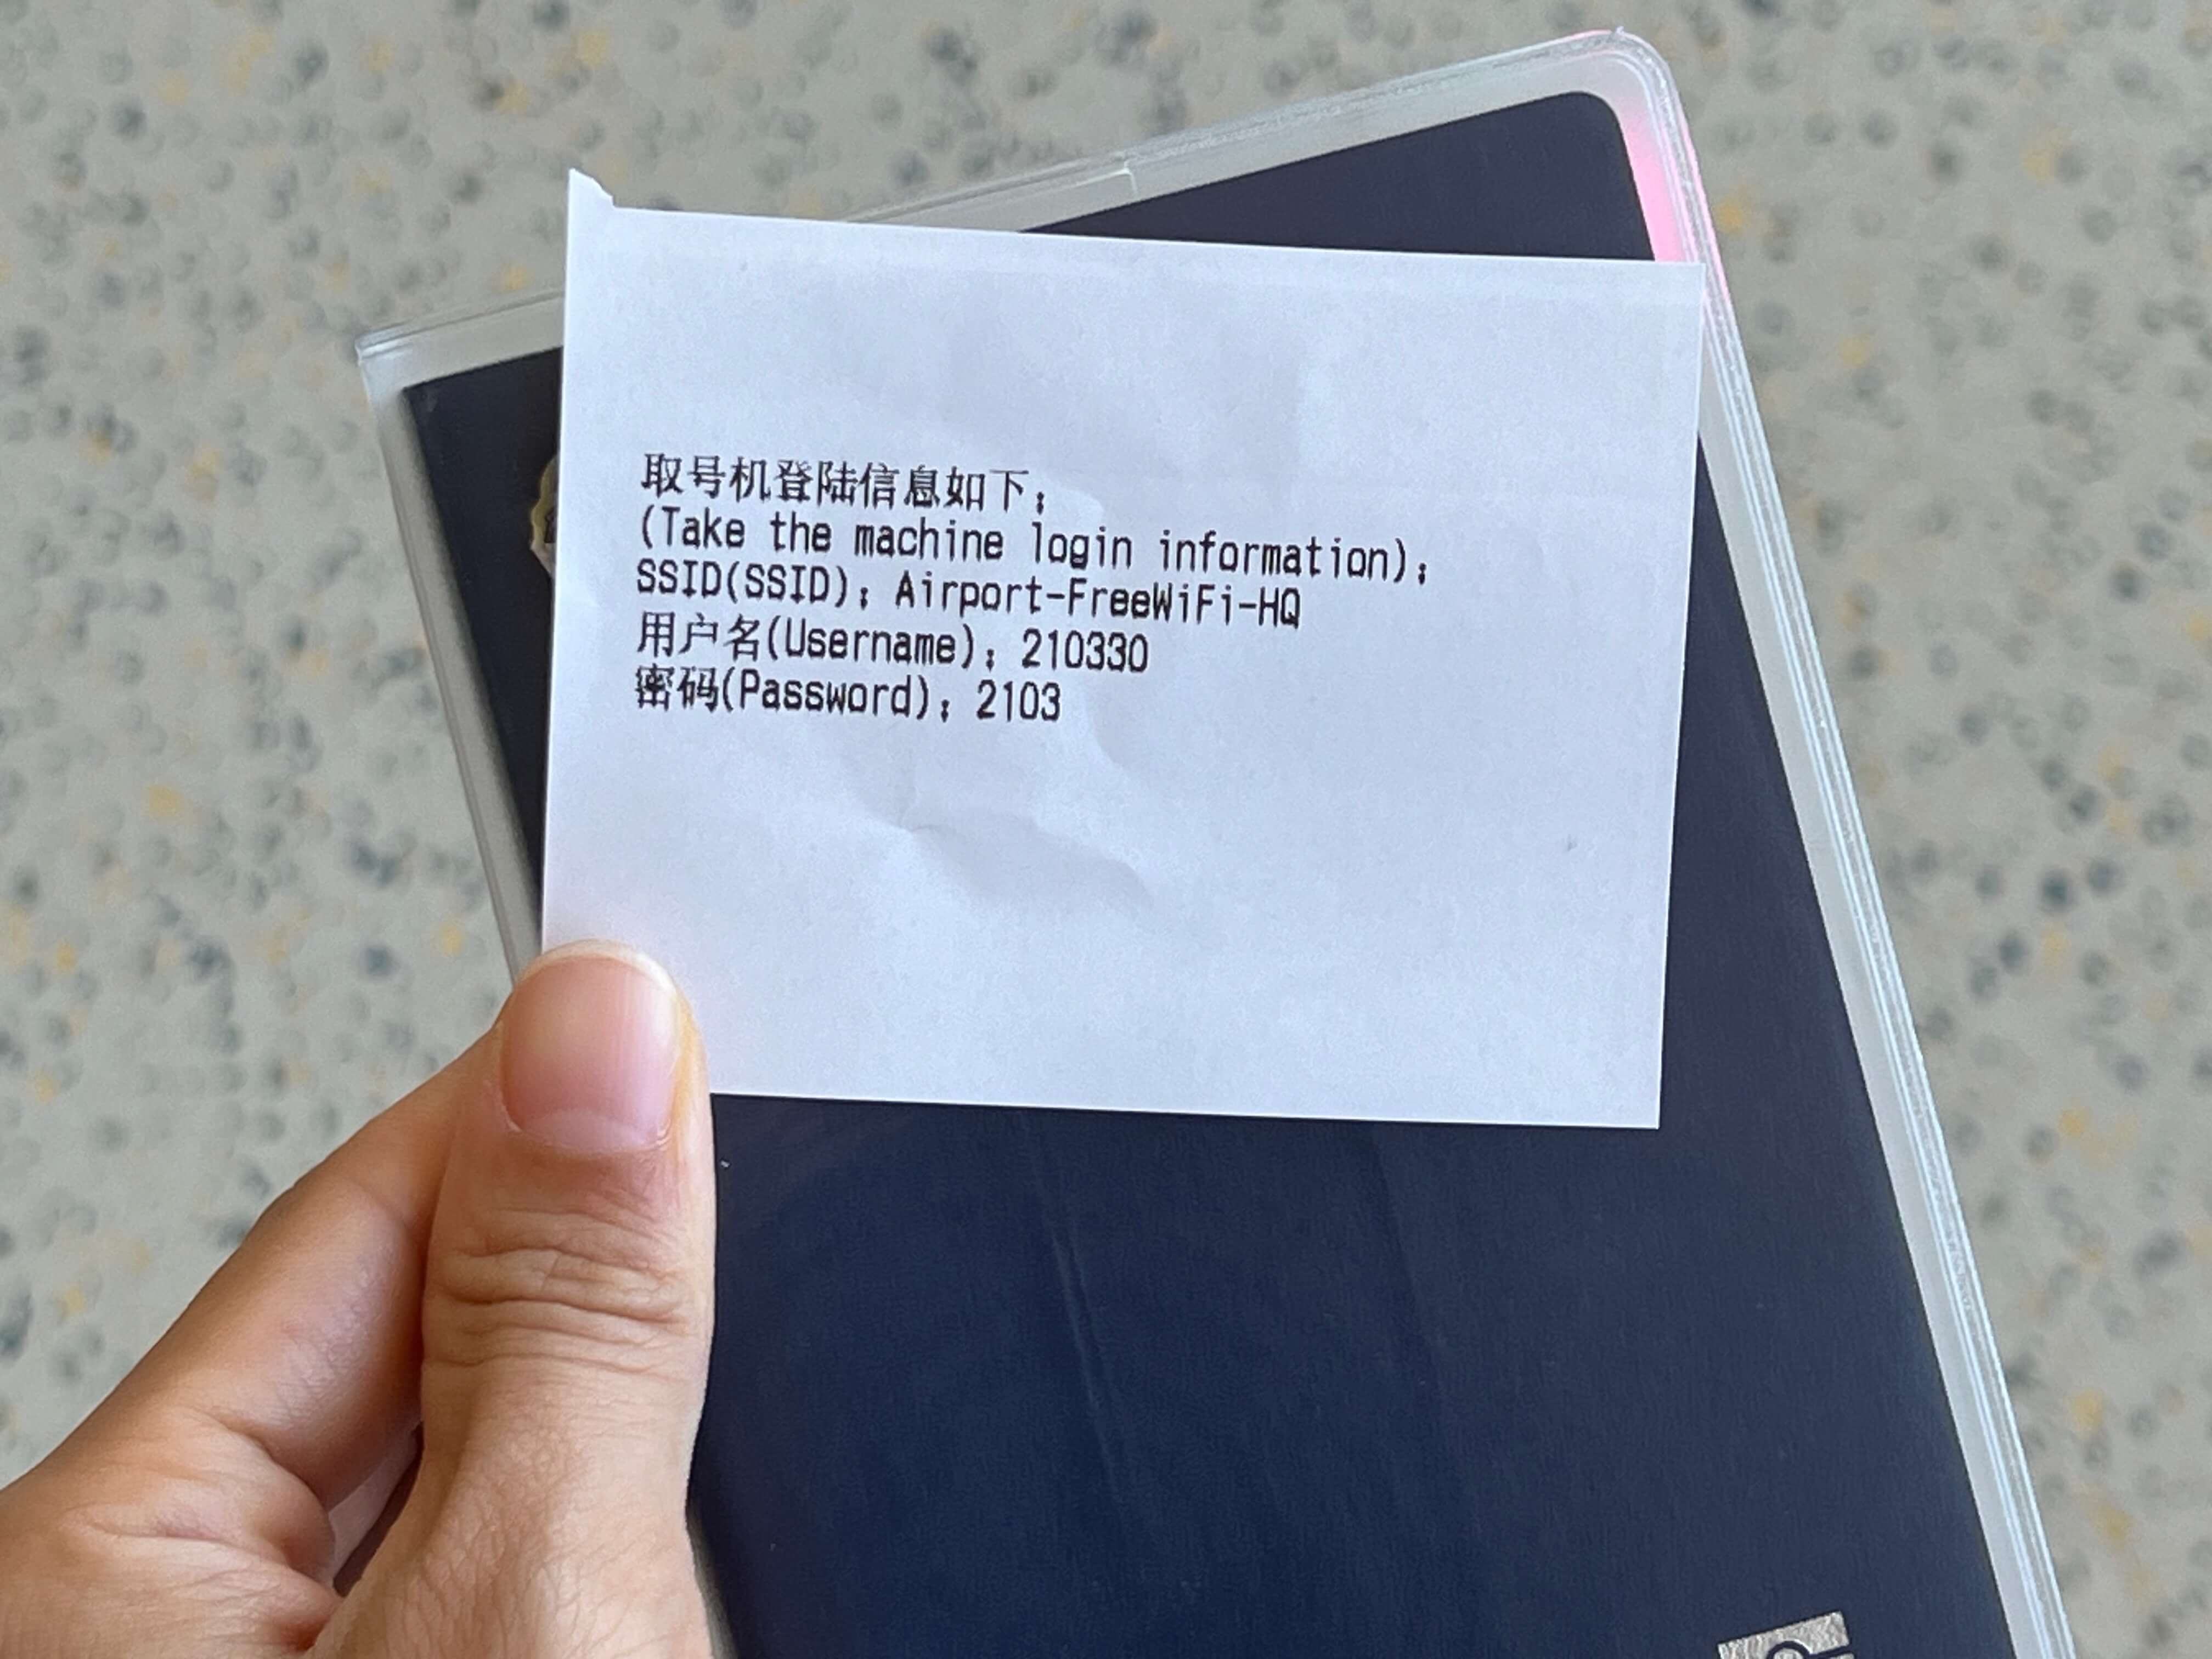 取号机登陆信息如下：
(Take the machine login information)：
SSID(SSID)：Airport-FreeWiFi-HQ
用户名(Username)：210330
密码(Password)：2103